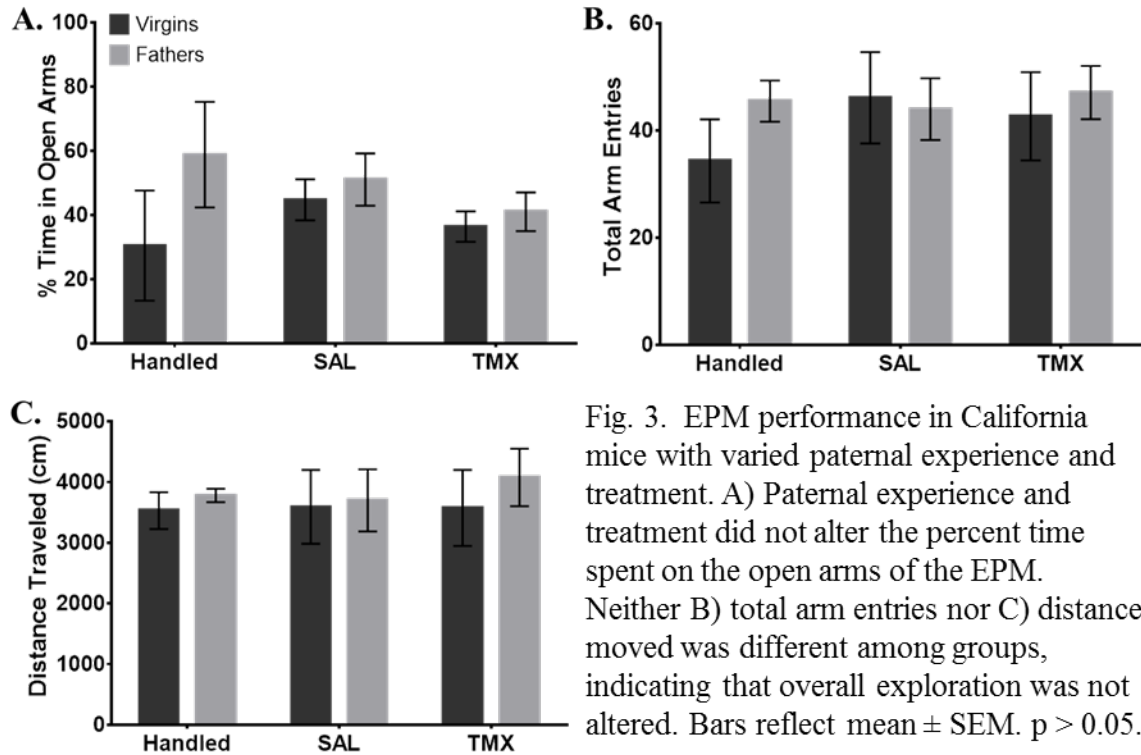 A.
Virgins
Fathers
% Time in Open Arms
100
80
60
40
20
0
Handled SAL TMX
B.
Total Arm Entries
60
40
20
0
Handled SAL TMX
C.
Distance Traveled (cm)
5000
4000
3000
2000
1000
0
Handled SAL TMX
Fig. 3. EPM performance in California
mice with varied paternal experience and
treatment. A) Paternal experience and
treatment did not alter the percent time
spent on the open arms of the EPM.
Neither B) total arm entries nor C) distance
moved was different among groups,
indicating that overall exploration was not
altered. Bars reflect mean ± SEM. p > 0.05.